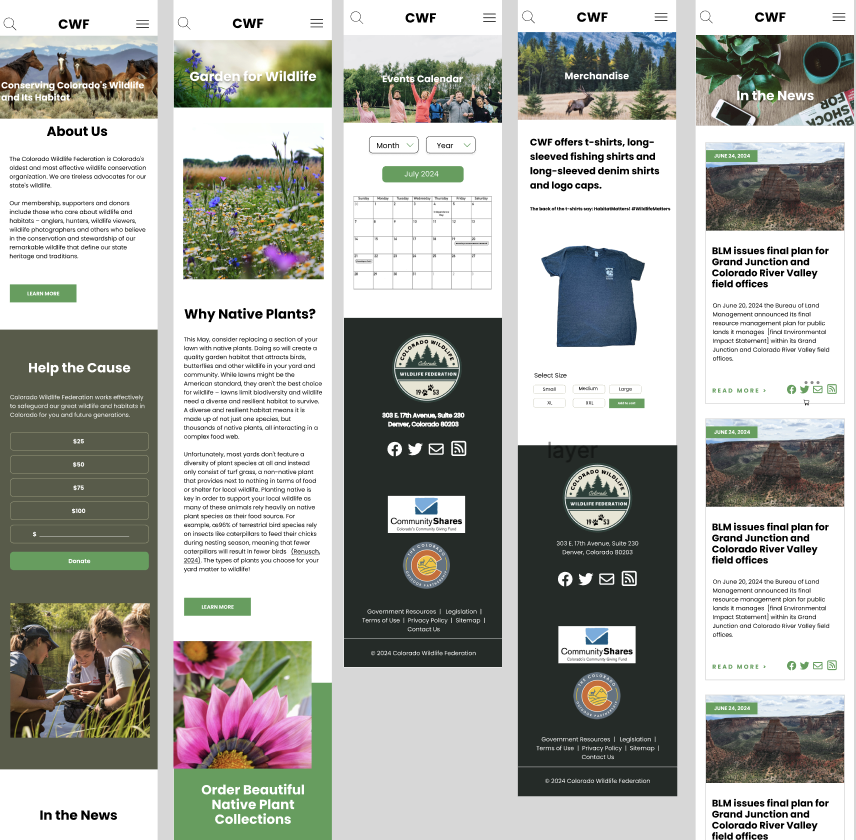 CWF
Conserving Colorado's Wildlife
and Its Habitat
About Us
The Colorado Wildlife Federation is Colorado's
oldest and most effective wildlife conservation
organization. We are tireless advocates for our
state's wildlife.
Our membership, supporters and donors
include those who care about wildlife and
habitats – anglers, hunters, wildlife viewers,
wildlife photographers and others who believe
in the conservation and stewardship of our
remarkable wildlife that define our state
heritage and traditions.
LEARN MORE
Help the Cause
Colorado Wildlife Federation works effectively
to safeguard our great wildlife and habitats in
Colorado for you and future generations.
$25
$50
$75
$100
$ ____________________
Donate
In the News
CWF
Garden for Wildlife
Why Native Plants?
This May, consider replacing a section of your
lawn with native plants. Doing so will create a
quality garden habitat that attracts birds,
butterflies and other wildlife in your yard and
community. While lawns might be the
American standard, they aren't the best choice
for wildlife – lawns limit biodiversity and wildlife
need a diverse and resilient habitat to survive.
A diverse and resilient habitat means it is
made up of not just one species, but
thousands of native plants, all interacting in a
complex food web.
Unfortunately, most yards don't feature a
diversity of plant species at all and instead
only consist of turf grass, a non-native plant
that provides next to nothing in terms of food
or shelter for local wildlife. Planting native is
key in order to support your local wildlife as
many of these animals rely heavily on native
plant species as their food source. For
example, as96% of terrestrial bird species rely
on insects like caterpillars to feed their chicks
during nesting season, meaning that fewer
caterpillars will result in fewer birds (Renusch,
2024). The types of plants you choose for your
yard matter to wildlife!
LEARN MORE
Order Beautiful
Native Plant
Collections
CWF
Events Calendar
Month
Year
July 2024
Sunday Monday Tuesday Wednesday Thursday Friday Saturday
COLORADO WILDLIFE
Colorado
WILDLIFE FEDERATION
19 53
303 E. 17th Avenue, Suite 230
Denver, Colorado 80203
CommunityShares
Colorado's Community Giving Fund
THE COLORADO
Government Resources | Legislation |
Terms of Use | Privacy Policy | Sitemap |
Contact Us
© 2024 Colorado Wildlife Federation
CWF
Merchandise
CWF offers t-shirts, long-
sleeved fishing shirts and
long-sleeved denim shirts
and logo caps.
The back of the t-shirts say: HabitatMatters! #WildlifeMatters
Select Size
Small
Medium
Large
XL
XXL
Add to cart
layer
COLORADO WILDLIFE
Colorado
WILDLIFE FEDERATION
19 53
303 E. 17th Avenue, Suite 230
Denver, Colorado 80203
CommunityShares
Colorado's Community Giving Fund
THE COLORADO
Government Resources | Legislation |
Terms of Use | Privacy Policy | Sitemap |
Contact Us
© 2024 Colorado Wildlife Federation
CWF
In the News
JUNE 24, 2024
BLM issues final plan for
Grand Junction and
Colorado River Valley
field offices
On June 20, 2024 the Bureau of Land
Management announced its final
resource management plan for public
lands it manages [final Environmental
Impact Statement] within its Grand
Junction and Colorado River Valley field
offices.
READ MORE ›
JUNE 24, 2024
BLM issues final plan for
Grand Junction and
Colorado River Valley
field offices
On June 20, 2024 the Bureau of Land
Management announced its final
resource management plan for public
lands it manages [final Environmental
Impact Statement] within its Grand
Junction and Colorado River Valley field
offices.
READ MORE ›
JUNE 24, 2024
BLM issues final plan for
Grand Junction and
Colorado River Valley